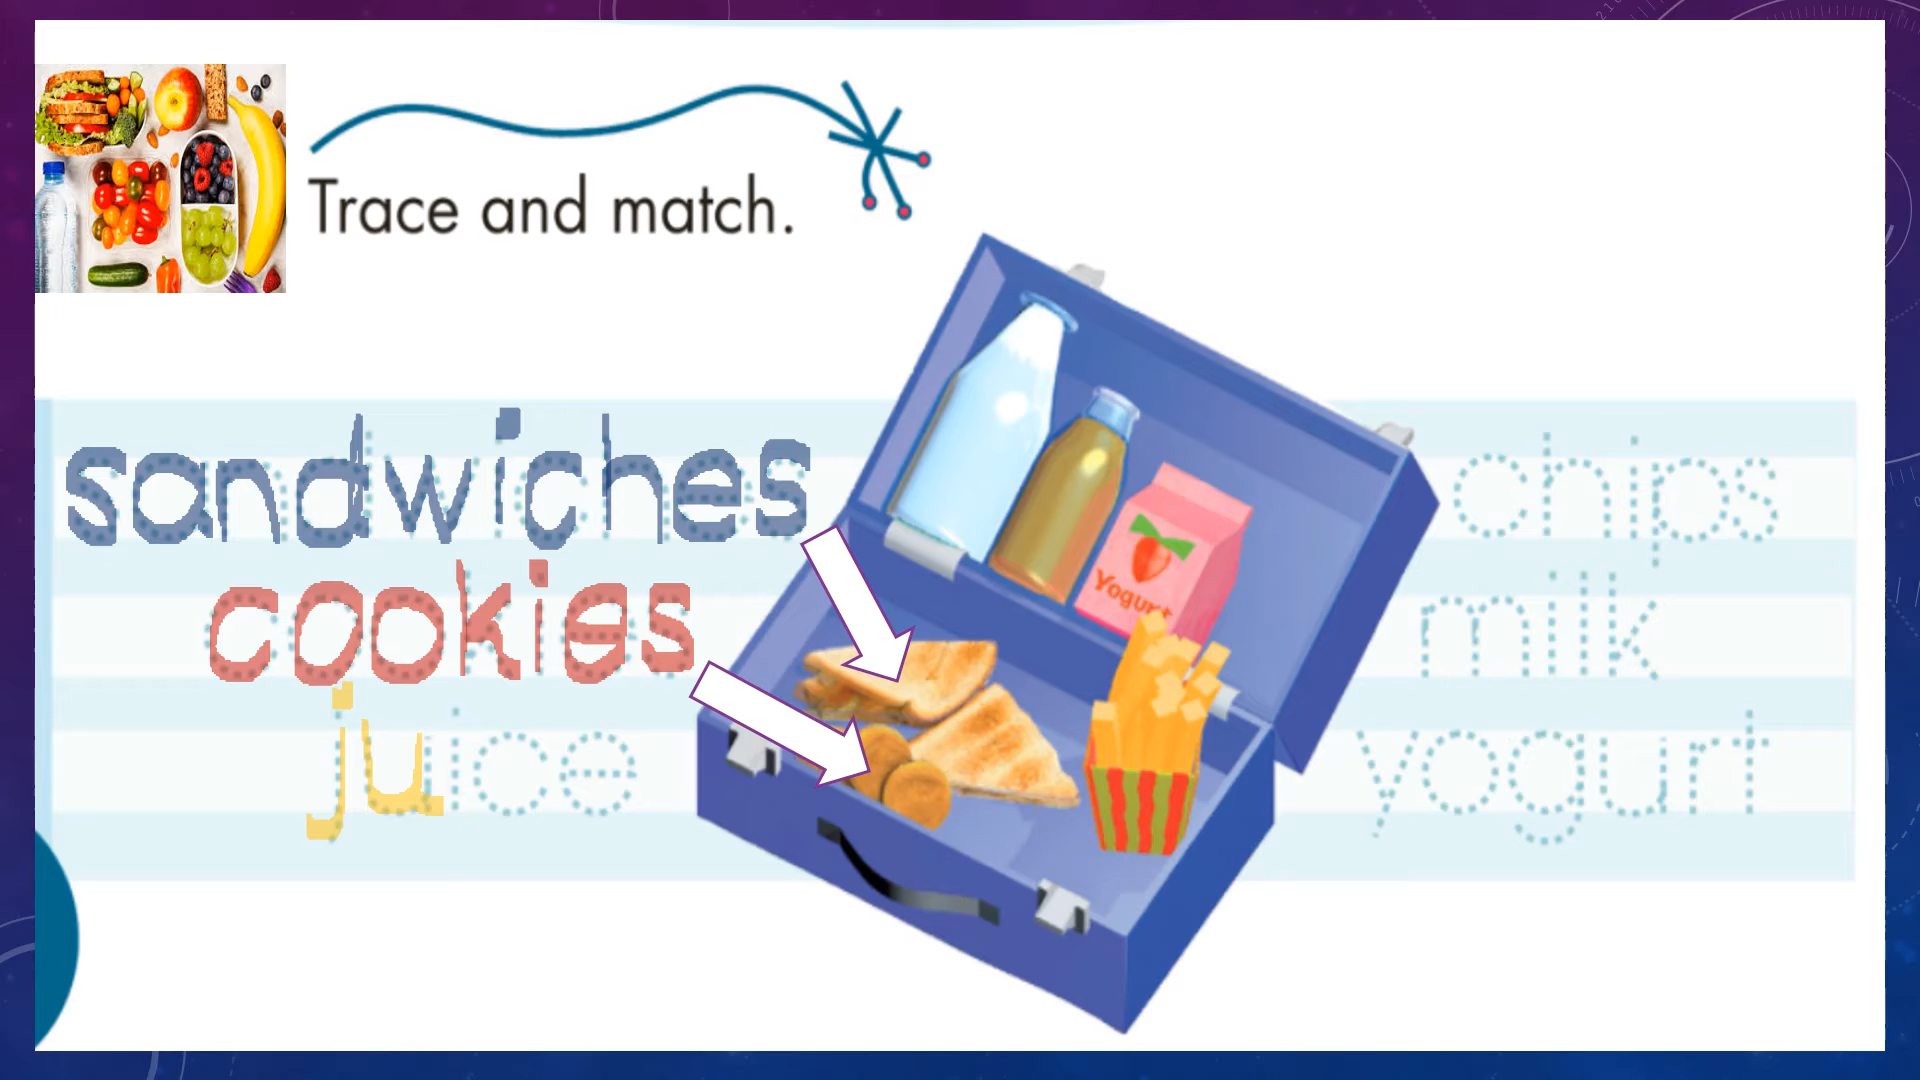 Trace and match.
sandwiches
cookies
juice
Yogurt
chips
milk
yogurt